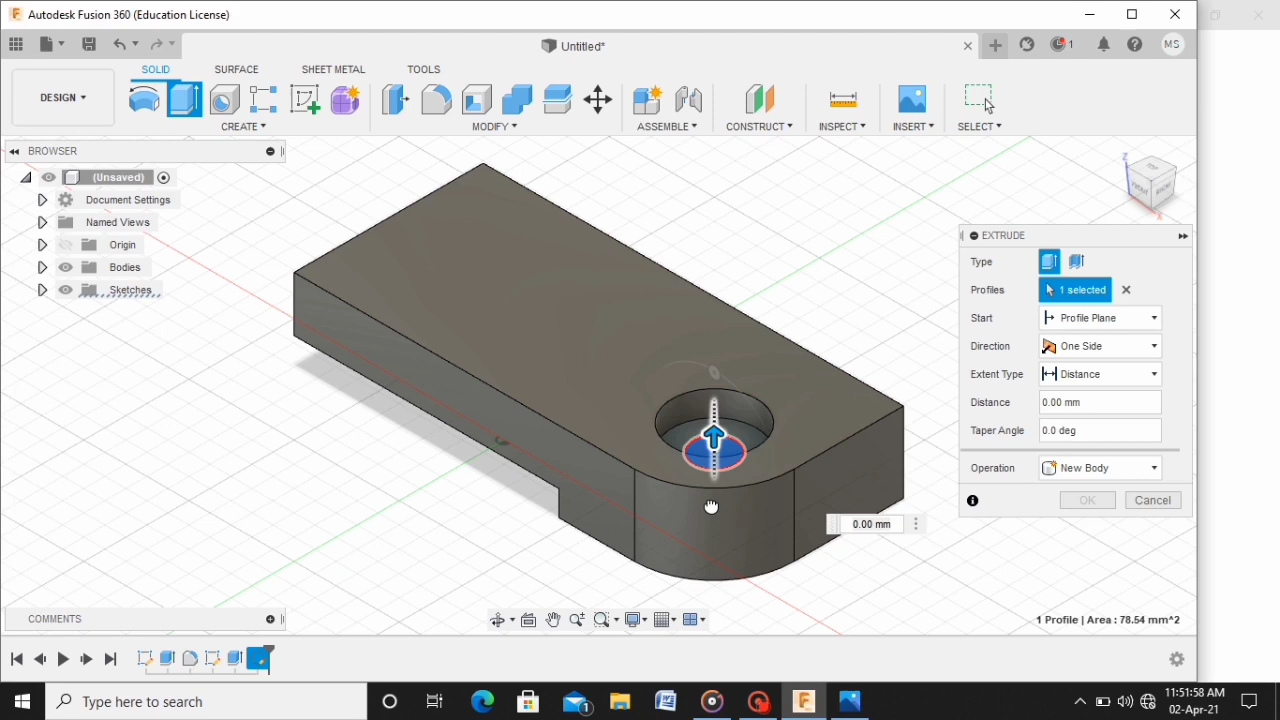 Autodesk Fusion 360 (Education License)
Untitled*
1
MS
DESIGN
SOLID
SURFACE
SHEET METAL
TOOLS
CREATE
MODIFY
ASSEMBLE
CONSTRUCT
INSPECT
INSERT
SELECT
BROWSER
(Unsaved)
Document Settings
Named Views
Origin
Bodies
Sketches
Z
TOP
FRONT
RIGHT
X
EXTRUDE
Type
Profiles
1 selected
Start
Profile Plane
Direction
One Side
Extent Type
Distance
Distance
0.00 mm
Taper Angle
0.0 deg
Operation
New Body
OK
Cancel
0.00 mm
COMMENTS
1 Profile | Area : 78.54 mm^2
Type here to search
1
11:51:58 AM
02-Apr-21